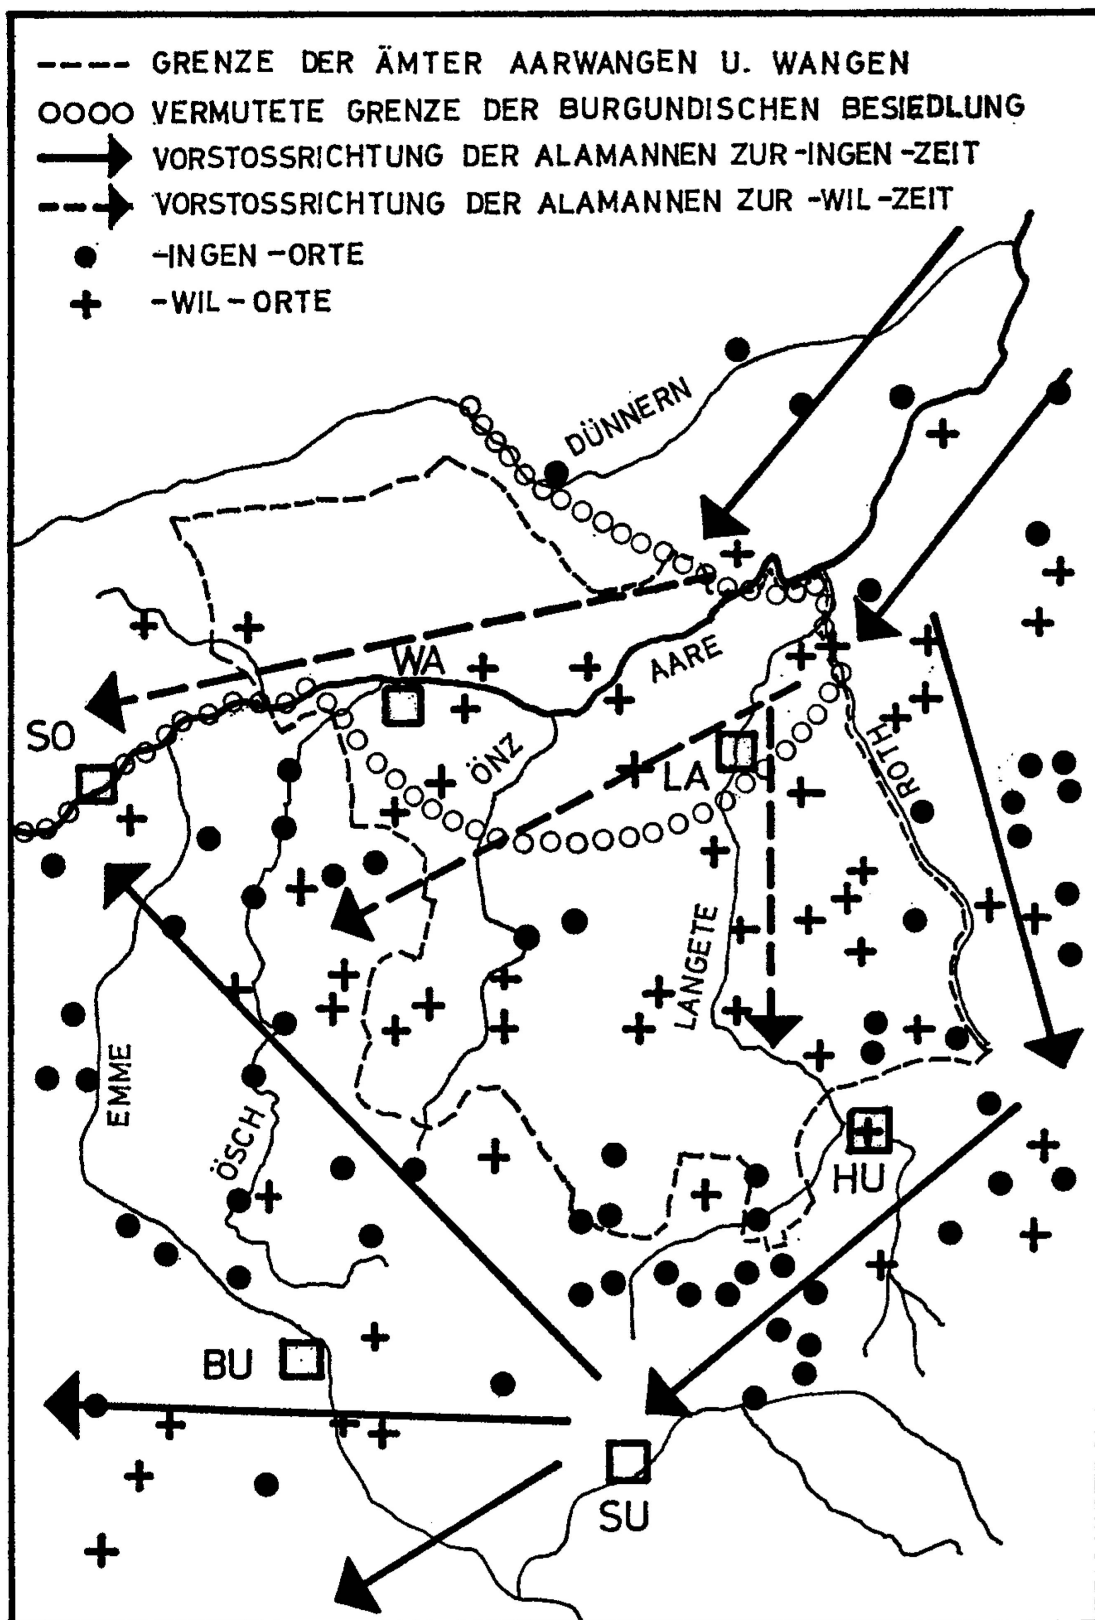 GRENZE DER ÄMTER AARWANGEN U. WANGEN
VERMUTETE GRENZE DER BURGUNDISCHEN BESIEDLUNG
VORSTOSSRICHTUNG DER ALAMANNEN ZUR-INGEN-ZEIT
VORSTOSSRICHTUNG DER ALAMANNEN ZUR -WIL-ZEIT
-INGEN-ORTE
-WIL-ORTE
DÜNNERN
AARE
WA
SO
ÖNZ
LA
ROTH
LANGETE
EMME
ÖSCH
HU
BU
SU